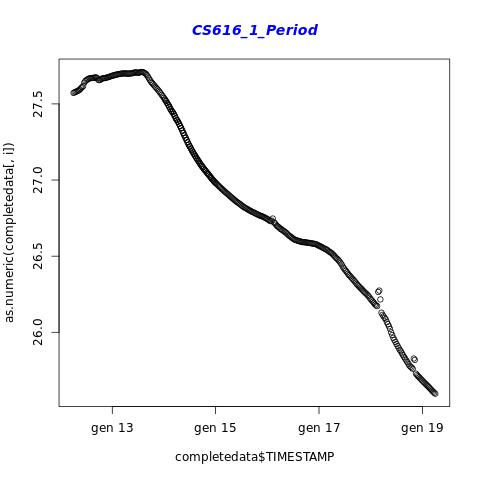 CS616_1_Period
as.numeric(completedata[, i])
27.5
27.0
26.5
26.0
gen 13
gen 15
gen 17
gen 19
completedata$TIMESTAMP